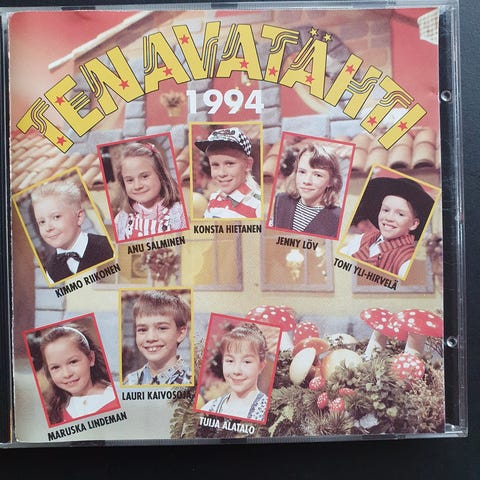 TENAVATÄHTI
1994
KIMMO RIIKONEN
ANU SALMINEN
KONSTA HIETANEN
JENNY LÖV
TONI YLI-HIRVELÄ
MARUSKA LINDEMAN
LAURI KAIVOSOJA
TUIJA ALATALO